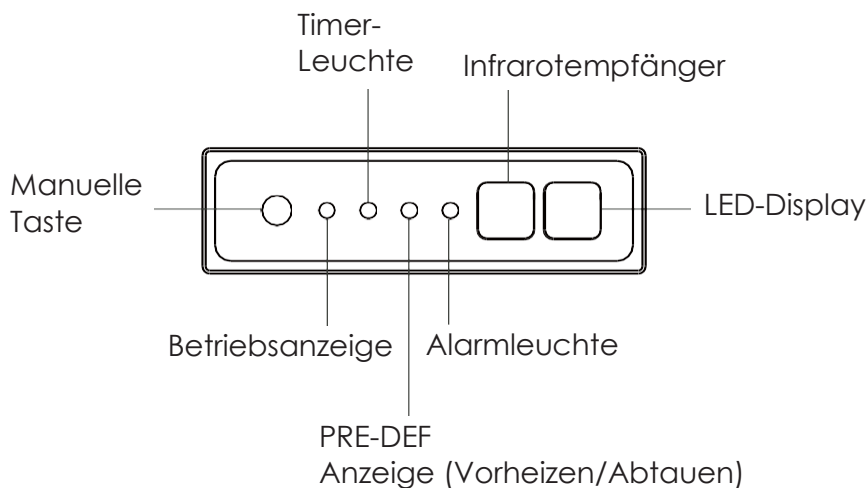 Timer-
Leuchte
Infrarotempfänger
Manuelle
Taste
LED-Display
Betriebsanzeige
Alarmleuchte
PRE-DEF
Anzeige (Vorheizen/Abtauen)